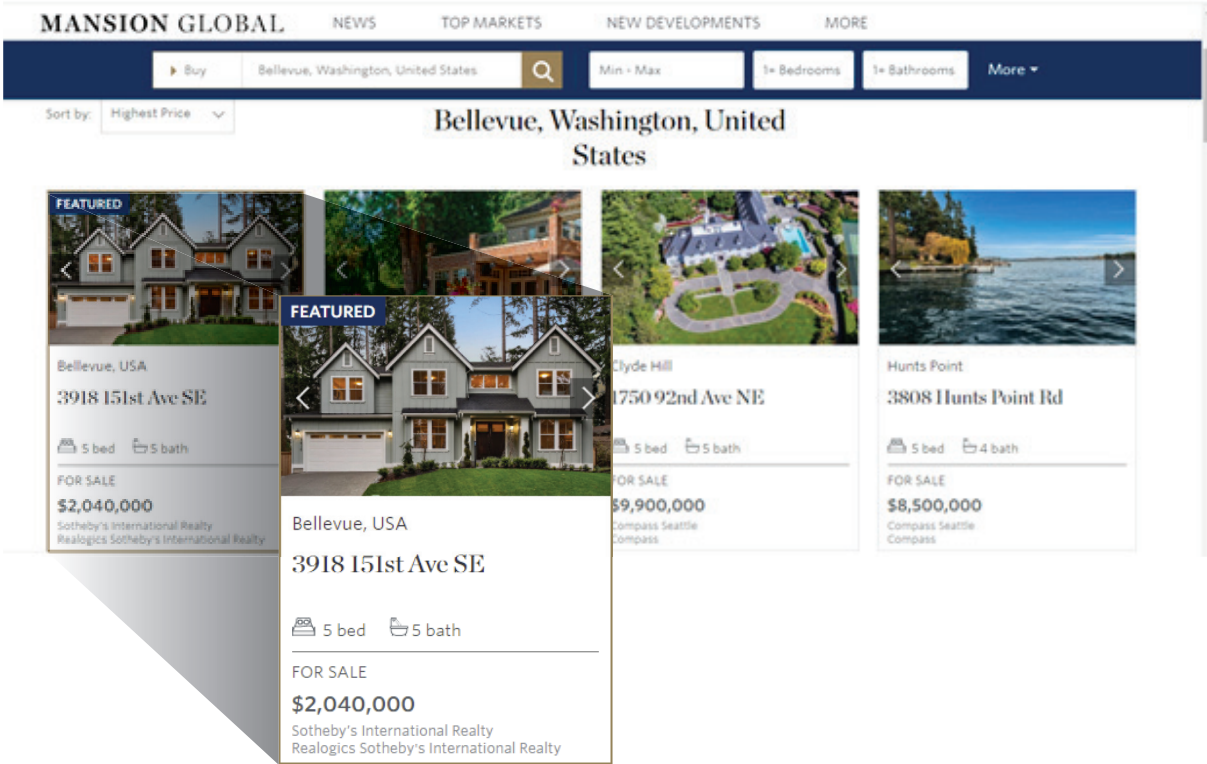 MANSION GLOBAL NEWS TOP MARKETS NEW DEVELOPMENTS MORE
Buy Bellevue, Washington, United States Min - Max 1+ Bedrooms 1+ Bathrooms More
Sort by: Highest Price
Bellevue, Washington, United
States
FEATURED
Bellevue, USA
3918 151st Ave SE
5 bed 5 bath
FOR SALE
$2,040,000
Sotheby's International Realty
Realogics Sotheby's International Realty
FEATURED
Bellevue, USA
3918 151st Ave SE
5 bed 5 bath
FOR SALE
$2,040,000
Sotheby's International Realty
Realogics Sotheby's International Realty
Clyde Hill
1750 92nd Ave NE
5 bed 5 bath
FOR SALE
$9,900,000
Compass Seattle
Compass
Hunts Point
3808 Hunts Point Rd
5 bed 4 bath
FOR SALE
$8,500,000
Compass Seattle
Compass